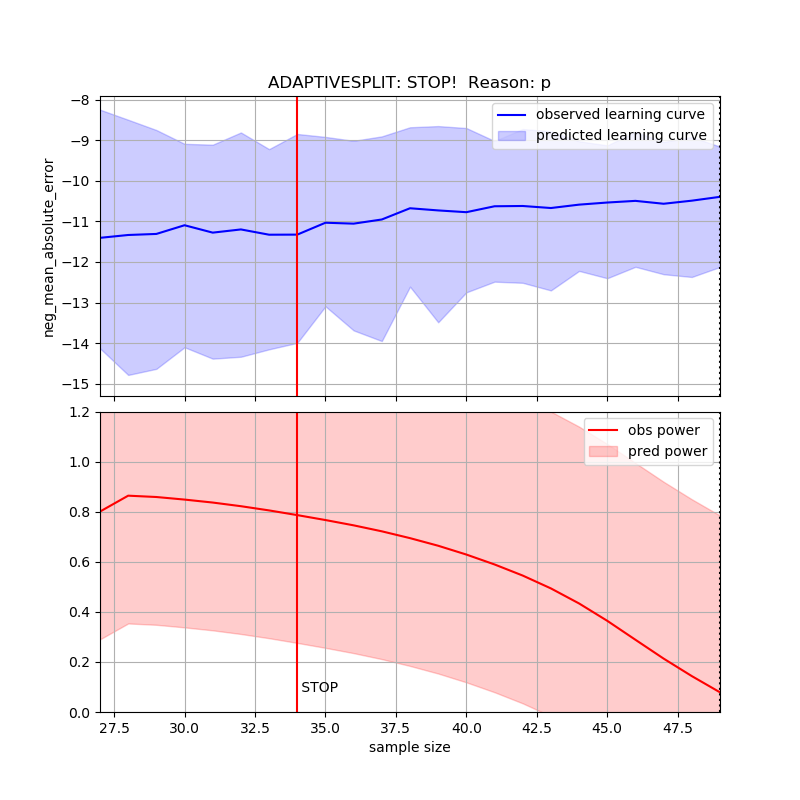 ADAPTIVESPLIT: STOP!  Reason: p
observed learning curve
predicted learning curve
−8
−9
−10
−11
−12
−13
−14
−15
neg_mean_absolute_error
obs power
pred power
1.2
1.0
0.8
0.6
0.4
0.2
0.0
STOP
27.5 30.0 32.5 35.0 37.5 40.0 42.5 45.0 47.5
sample size